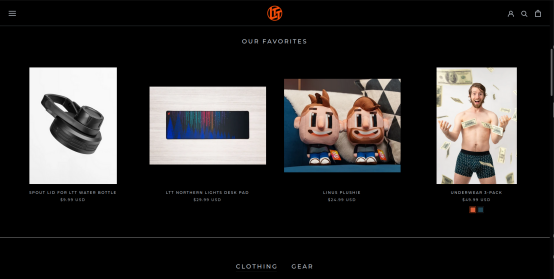 LTT
OUR FAVORITES
SPOUT LID FOR LTT WATER BOTTLE
$9.99 USD
LTT NORTHERN LIGHTS DESK PAD
$29.99 USD
LINUS PLUSHIE
$24.99 USD
UNDERWEAR 3-PACK
$49.99 USD
CLOTHING GEAR